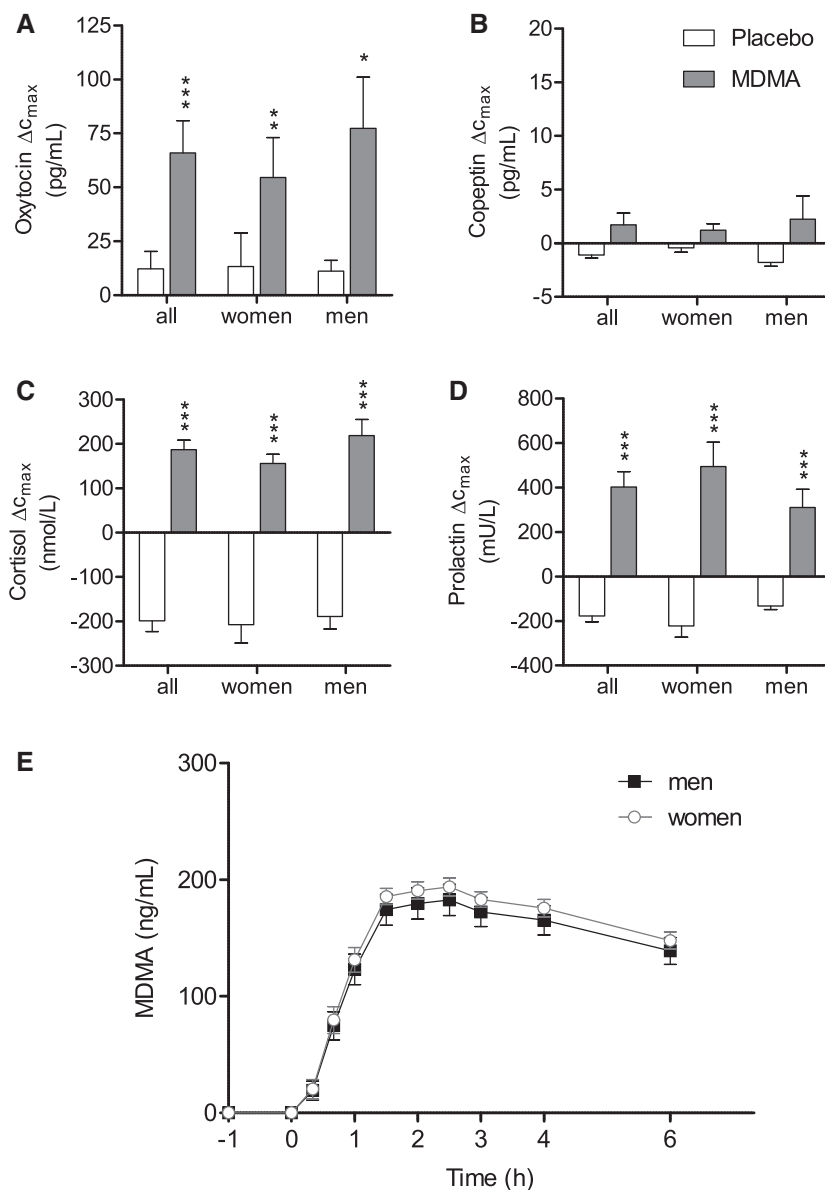 A
Oxytocin Δcmax
(pg/mL)
125
100
75
50
25
0
***
**
*
all women men
B
Copeptin Δcmax
(pg/mL)
20
15
10
5
0
-5
Placebo
MDMA
all women men
C
Cortisol Δcmax
(nmol/L)
300
200
100
0
-100
-200
-300
***
***
***
all women men
D
Prolactin Δcmax
(mU/L)
800
600
400
200
0
-200
-400
***
***
***
all women men
E
MDMA (ng/mL)
300
200
100
0
men
women
-1 0 1 2 3 4 6
Time (h)